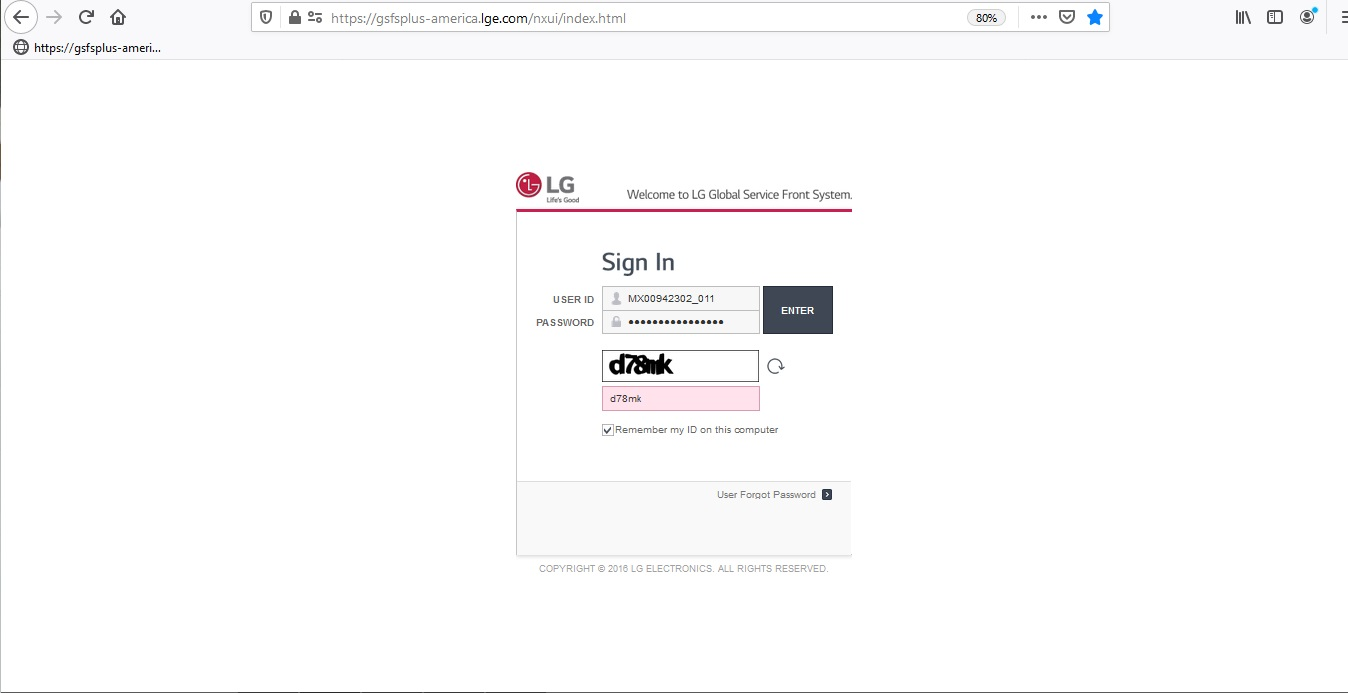 https://gsfsplus-america.lge.com/nxui/index.html
80%
https://gsfsplus-ameri...
LG
Life's Good
Welcome to LG Global Service Front System.
Sign In
USER ID
MX00942302_011
ENTER
PASSWORD
••••••••••••••••
d78mk
d78mk
Remember my ID on this computer
User Forgot Password
COPYRIGHT © 2016 LG ELECTRONICS. ALL RIGHTS RESERVED.